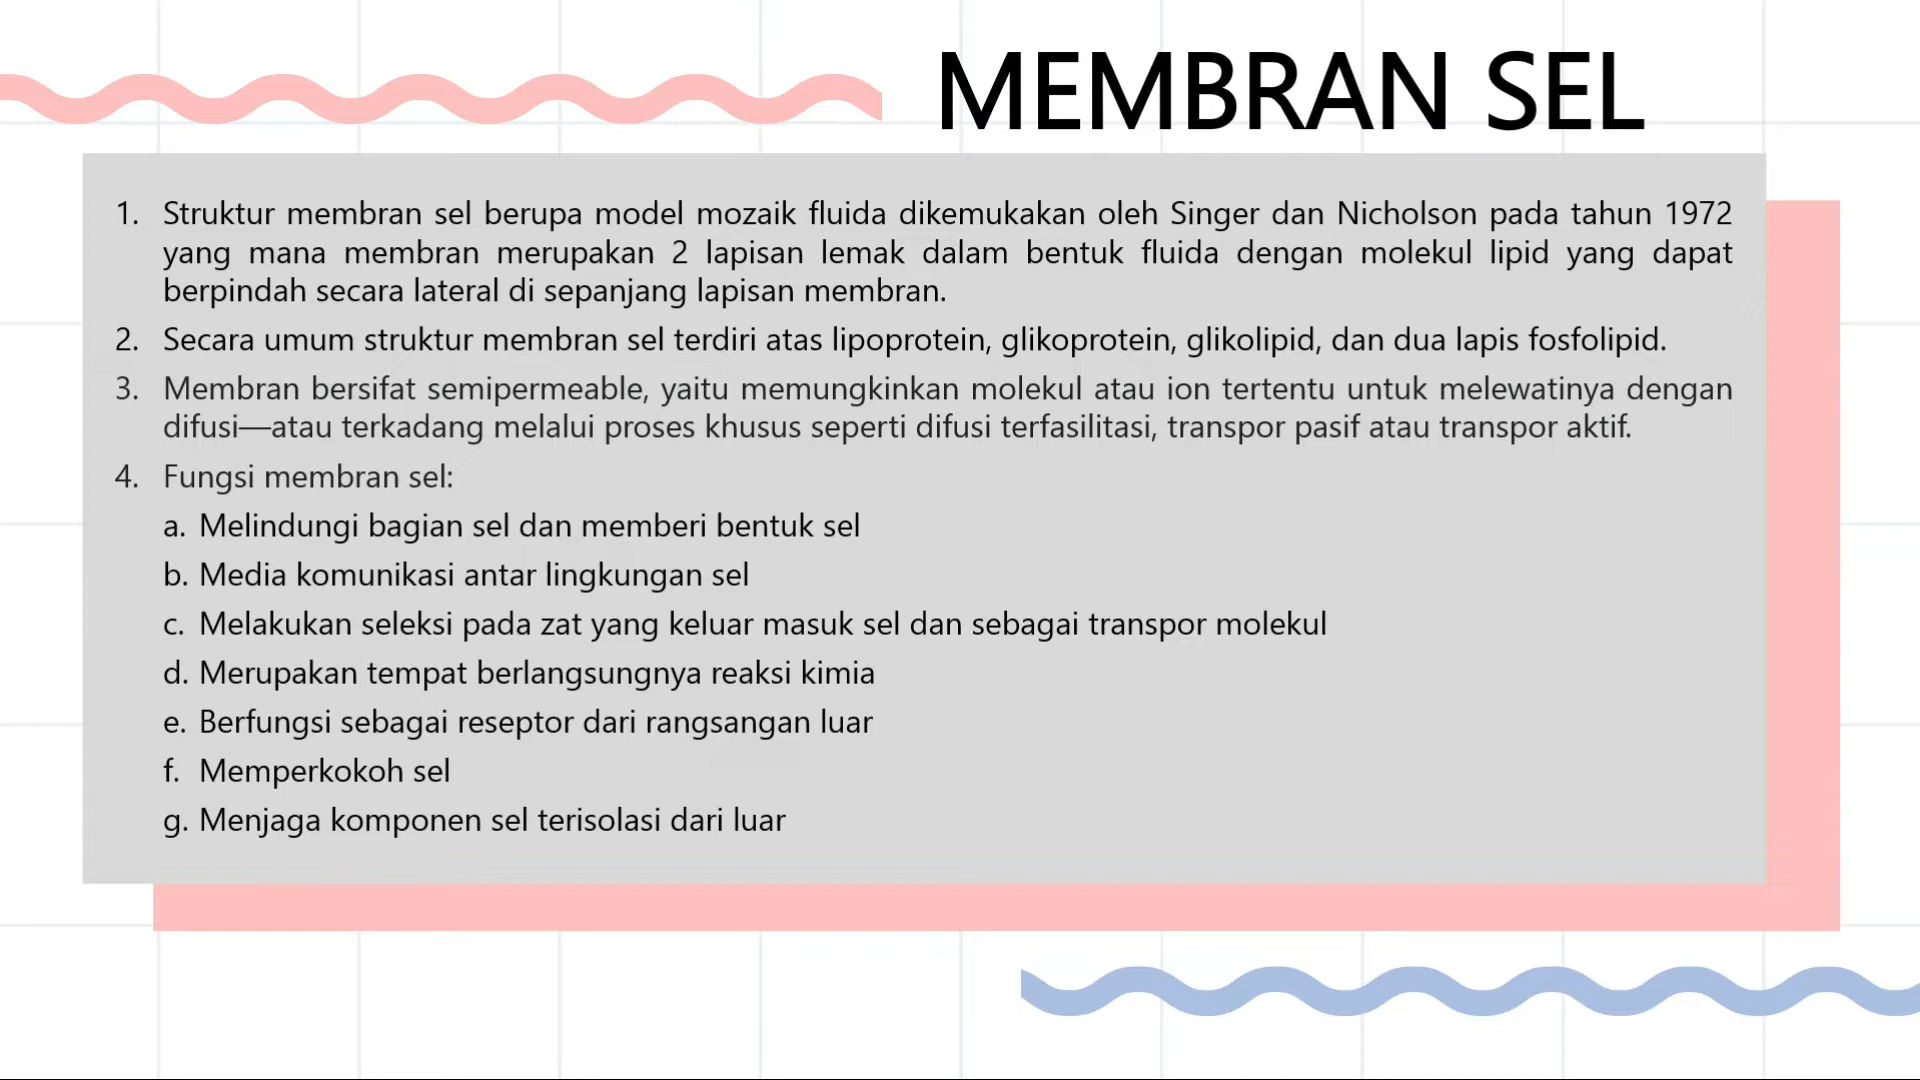 MEMBRAN SEL
1. Struktur membran sel berupa model mozaik fluida dikemukakan oleh Singer dan Nicholson pada tahun 1972
yang mana membran merupakan 2 lapisan lemak dalam bentuk fluida dengan molekul lipid yang dapat
berpindah secara lateral di sepanjang lapisan membran.
2. Secara umum struktur membran sel terdiri atas lipoprotein, glikoprotein, glikolipid, dan dua lapis fosfolipid.
3. Membran bersifat semipermeable, yaitu memungkinkan molekul atau ion tertentu untuk melewatinya dengan
difusi—atau terkadang melalui proses khusus seperti difusi terfasilitasi, transpor pasif atau transpor aktif.
4. Fungsi membran sel:
a. Melindungi bagian sel dan memberi bentuk sel
b. Media komunikasi antar lingkungan sel
c. Melakukan seleksi pada zat yang keluar masuk sel dan sebagai transpor molekul
d. Merupakan tempat berlangsungnya reaksi kimia
e. Berfungsi sebagai reseptor dari rangsangan luar
f. Memperkokoh sel
g. Menjaga komponen sel terisolasi dari luar